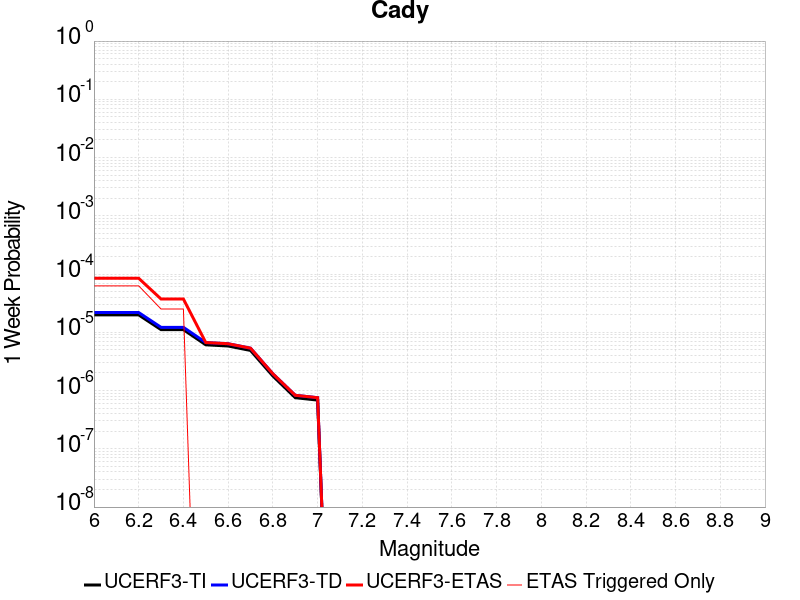 Cady
1 Week Probability
10^0
10^-1
10^-2
10^-3
10^-4
10^-5
10^-6
10^-7
10^-8
6 6.2 6.4 6.6 6.8 7 7.2 7.4 7.6 7.8 8 8.2 8.4 8.6 8.8 9
Magnitude
UCERF3-TI UCERF3-TD UCERF3-ETAS ETAS Triggered Only